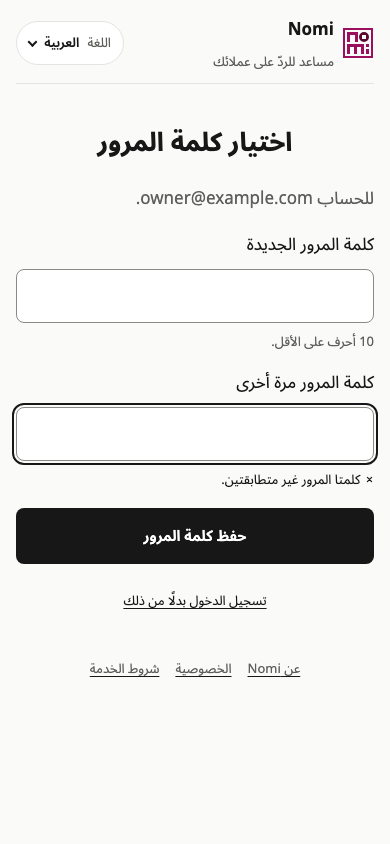 Nomi
مساعد للردّ على عملائك
اللغة العربية
اختيار كلمة المرور
للحساب owner@example.com.
كلمة المرور الجديدة
10 أحرف على الأقل.
كلمة المرور مرة أخرى
× كلمتا المرور غير متطابقتين.
حفظ كلمة المرور
تسجيل الدخول بدلًا من ذلك
عن Nomi الخصوصية شروط الخدمة